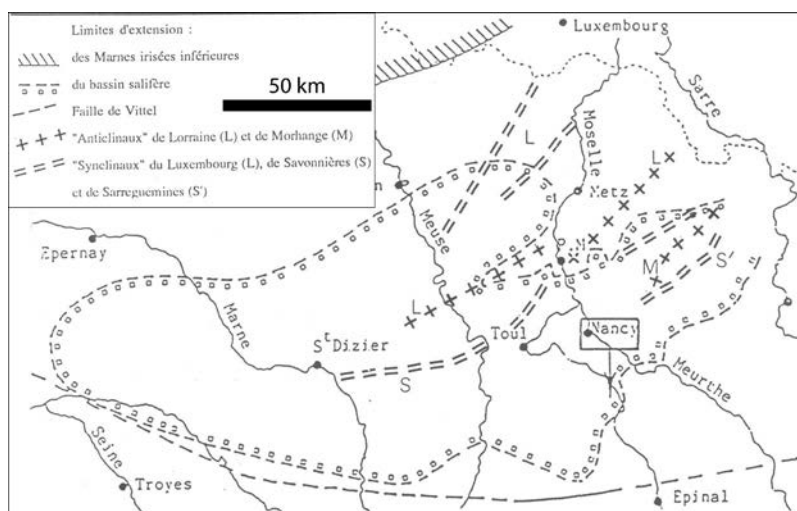 Limites d'extension :
des Marnes irisées inférieures
du bassin salifère
Faille de Vittel
"Anticlinaux" de Lorraine (L) et de Morhange (M)
"Synclinaux" du Luxembourg (L), de Savonnières (S)
et de Sarreguemines (S')
50 km
Luxembourg
Sarre
Moselle
L
L
Metz
Meuse
Epernay
M
S'
Marne
L
Nancy
Toul
St Dizier
S
Meurthe
Seine
Troyes
Epinal